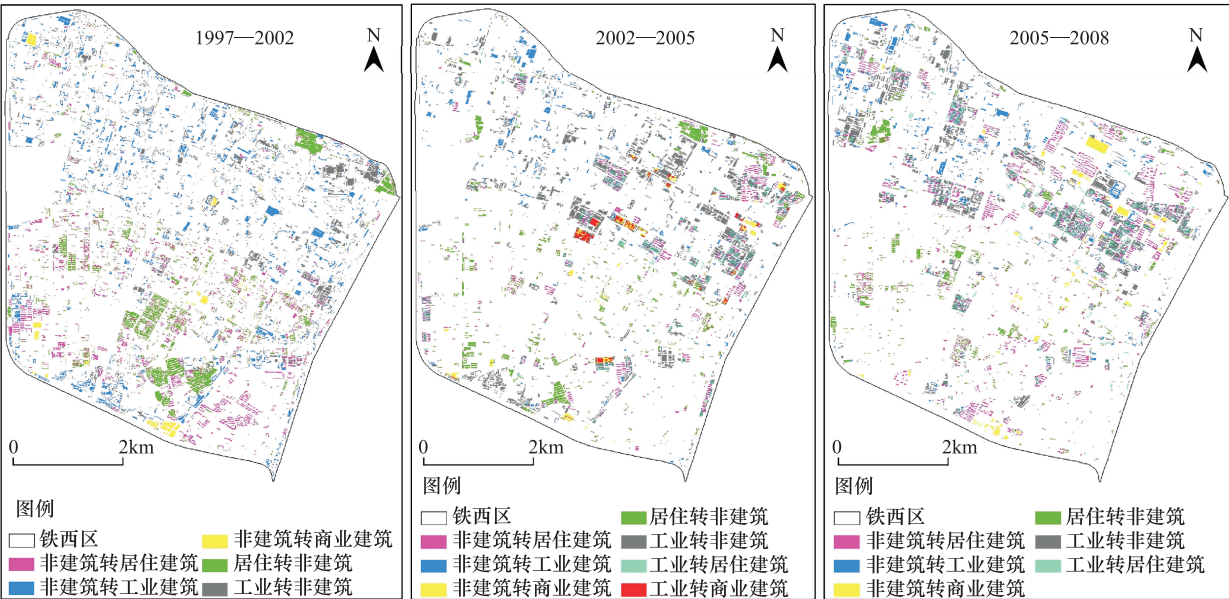 1997—2002
N
0 2km
图例
铁西区
非建筑转商业建筑
非建筑转居住建筑
居住转非建筑
非建筑转工业建筑
工业转非建筑
2002—2005
N
0 2km
图例
铁西区
居住转非建筑
非建筑转居住建筑
工业转非建筑
非建筑转工业建筑
工业转居住建筑
非建筑转商业建筑
工业转商业建筑
2005—2008
N
0 2km
图例
铁西区
居住转非建筑
非建筑转居住建筑
工业转非建筑
非建筑转工业建筑
工业转居住建筑
非建筑转商业建筑